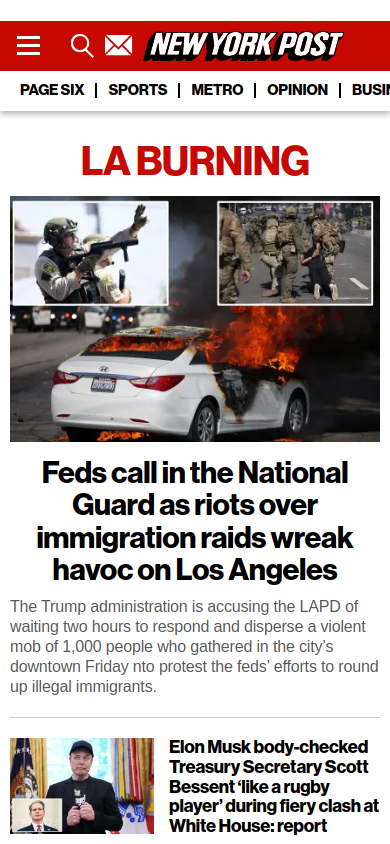 NEW YORK POST
PAGE SIX
SPORTS
METRO
OPINION
BUSI
LA BURNING
Feds call in the National
Guard as riots over
immigration raids wreak
havoc on Los Angeles
The Trump administration is accusing the LAPD of
waiting two hours to respond and disperse a violent
mob of 1,000 people who gathered in the city’s
downtown Friday nto protest the feds’ efforts to round
up illegal immigrants.
Elon Musk body-checked
Treasury Secretary Scott
Bessent ‘like a rugby
player’ during fiery clash at
White House: report